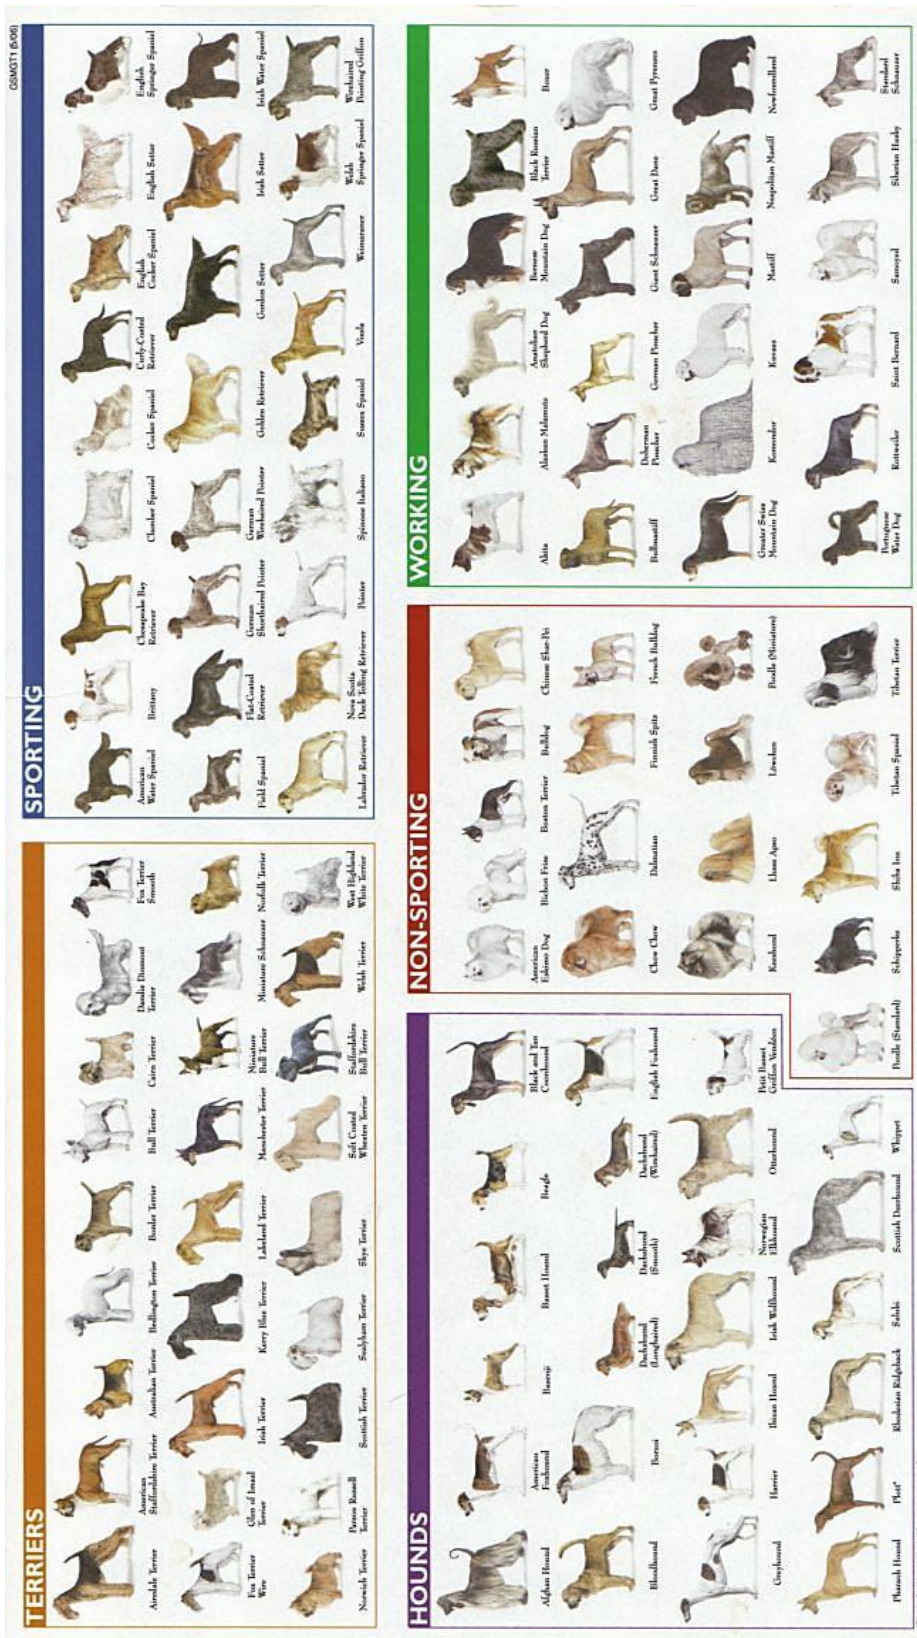 GSMGT1 (5/06)
TERRIERS
Airedale Terrier
American
Staffordshire Terrier
Australian Terrier
Bedlington Terrier
Border Terrier
Bull Terrier
Cairn Terrier
Dandie Dinmont
Terrier
Fox Terrier
Smooth
Fox Terrier
Wire
Glen of Imaal
Terrier
Irish Terrier
Kerry Blue Terrier
Lakeland Terrier
Manchester Terrier
Miniature
Bull Terrier
Miniature Schnauzer
Norfolk Terrier
Norwich Terrier
Parson Russell
Terrier
Scottish Terrier
Sealyham Terrier
Skye Terrier
Soft Coated
Wheaten Terrier
Staffordshire
Bull Terrier
Welsh Terrier
West Highland
White Terrier
SPORTING
American
Water Spaniel
Brittany
Chesapeake Bay
Retriever
Clumber Spaniel
Cocker Spaniel
Curly-Coated
Retriever
English
Cocker Spaniel
English Setter
English
Springer Spaniel
Field Spaniel
Flat-Coated
Retriever
German
Shorthaired Pointer
German
Wirehaired Pointer
Golden Retriever
Gordon Setter
Irish Setter
Irish Water Spaniel
Labrador Retriever
Nova Scotia
Duck Tolling Retriever
Pointer
Spinone Italiano
Sussex Spaniel
Vizsla
Weimaraner
Welsh
Springer Spaniel
Wirehaired
Pointing Griffon
HOUNDS
Afghan Hound
American
Foxhound
Basenji
Basset Hound
Beagle
Black and Tan
Coonhound
Bloodhound
Borzoi
Dachshund
(Longhaired)
Dachshund
(Smooth)
Dachshund
(Wirehaired)
English Foxhound
Greyhound
Harrier
Ibizan Hound
Irish Wolfhound
Norwegian
Elkhound
Otterhound
Petit Basset
Griffon Vendéen
Pharaoh Hound
Plott*
Rhodesian Ridgeback
Saluki
Scottish Deerhound
Whippet
NON-SPORTING
American
Eskimo Dog
Bichon Frise
Boston Terrier
Bulldog
Chinese Shar-Pei
Chow Chow
Dalmatian
Finnish Spitz
French Bulldog
Keeshond
Lhasa Apso
Löwchen
Poodle (Miniature)
Poodle (Standard)
Schipperke
Shiba Inu
Tibetan Spaniel
Tibetan Terrier
WORKING
Akita
Alaskan Malamute
Anatolian
Shepherd Dog
Bernese
Mountain Dog
Black Russian
Terrier
Boxer
Bullmastiff
Doberman
Pinscher
German Pinscher
Giant Schnauzer
Great Dane
Great Pyrenees
Greater Swiss
Mountain Dog
Komondor
Kuvasz
Mastiff
Neapolitan Mastiff
Newfoundland
Portuguese
Water Dog
Rottweiler
Saint Bernard
Samoyed
Siberian Husky
Standard
Schnauzer